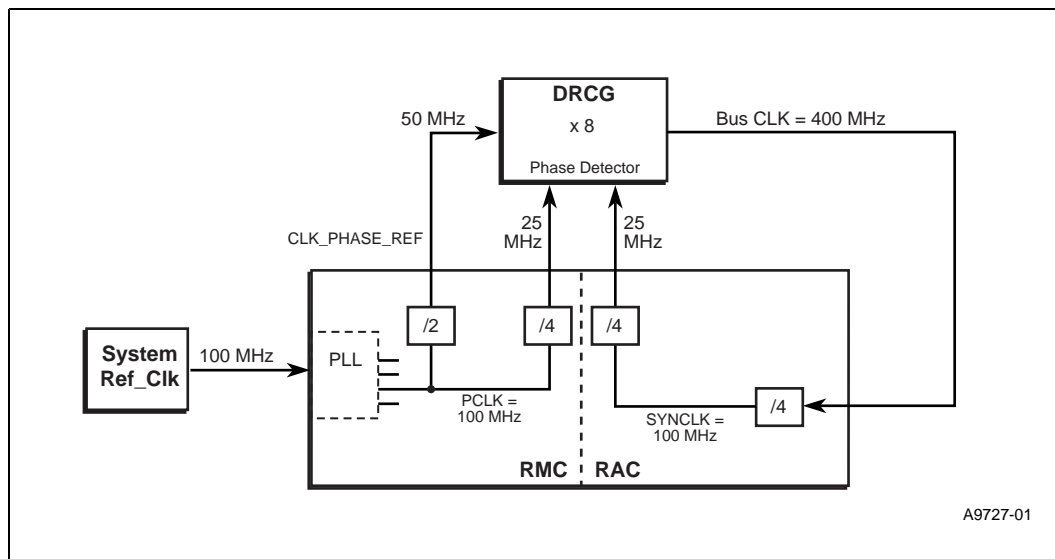 DRCG
x 8
Phase Detector
50 MHz
Bus CLK = 400 MHz
CLK_PHASE_REF
25
MHz
25
MHz
/2
/4
/4
System
Ref_Clk
100 MHz
PLL
PCLK =
100 MHz
SYNCLK =
100 MHz
/4
RMC
RAC
A9727-01